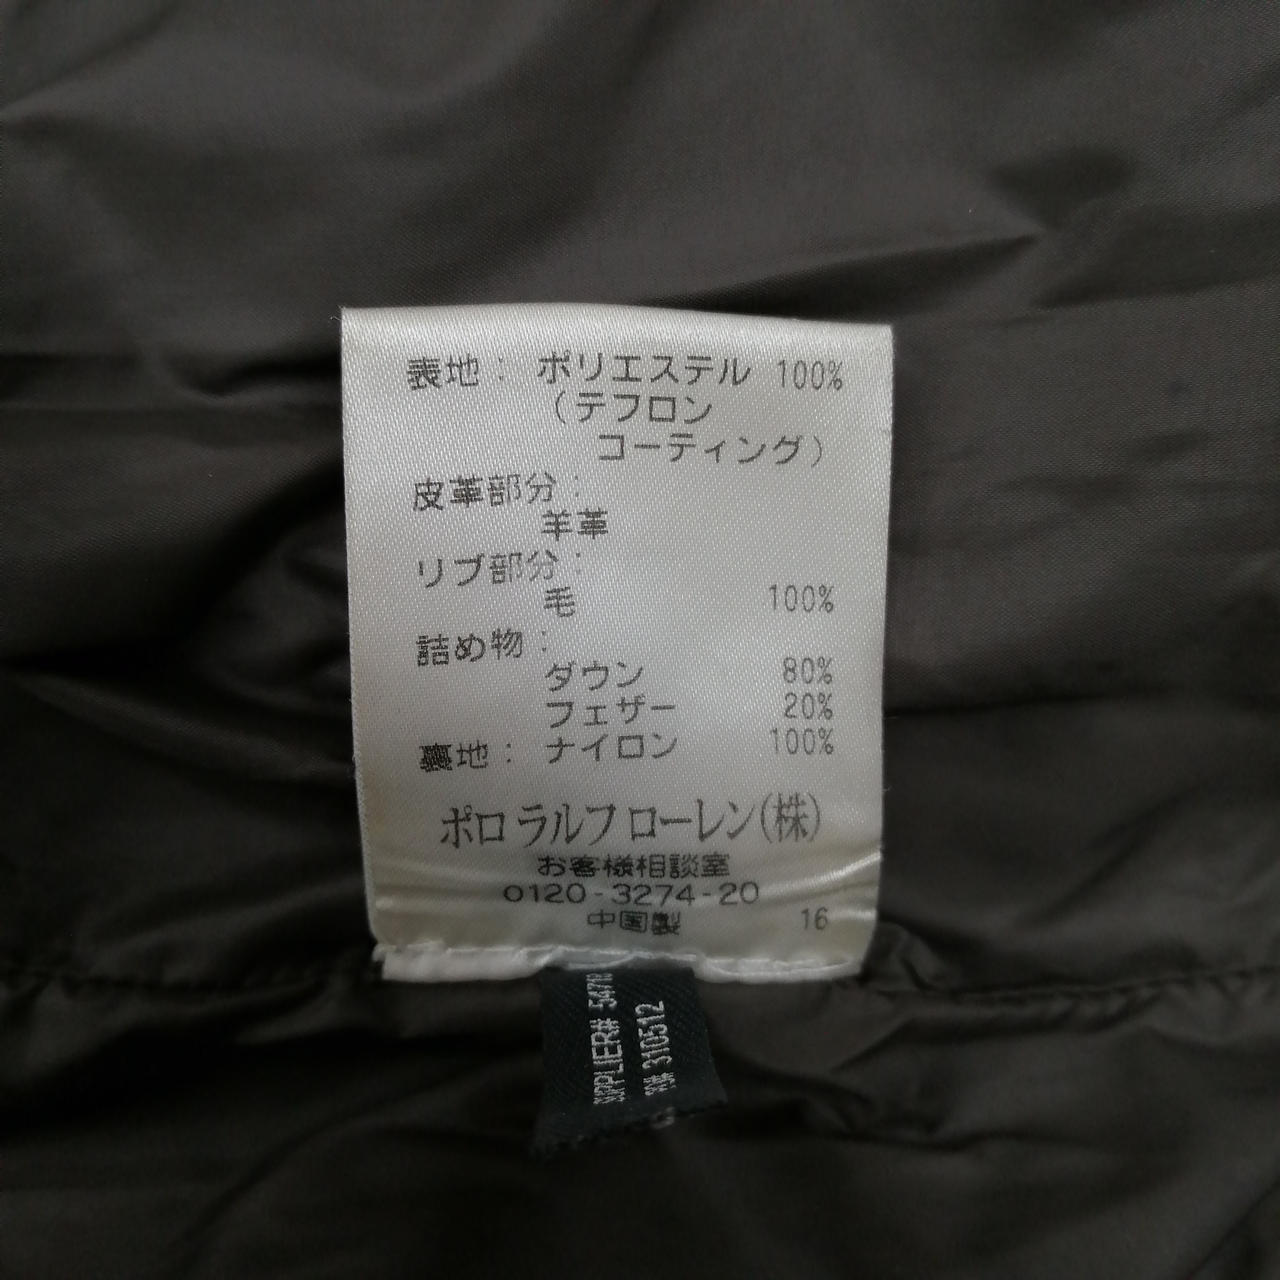 表地： ポリエステル 100%
（テフロン
コーティング）
皮革部分：
羊革
リブ部分：
毛 100%
詰め物：
ダウン 80%
フェザー 20%
裏地： ナイロン 100%
ポロ ラルフ ローレン(株)
お客様相談室
0120-3274-20
中国製 16
310512